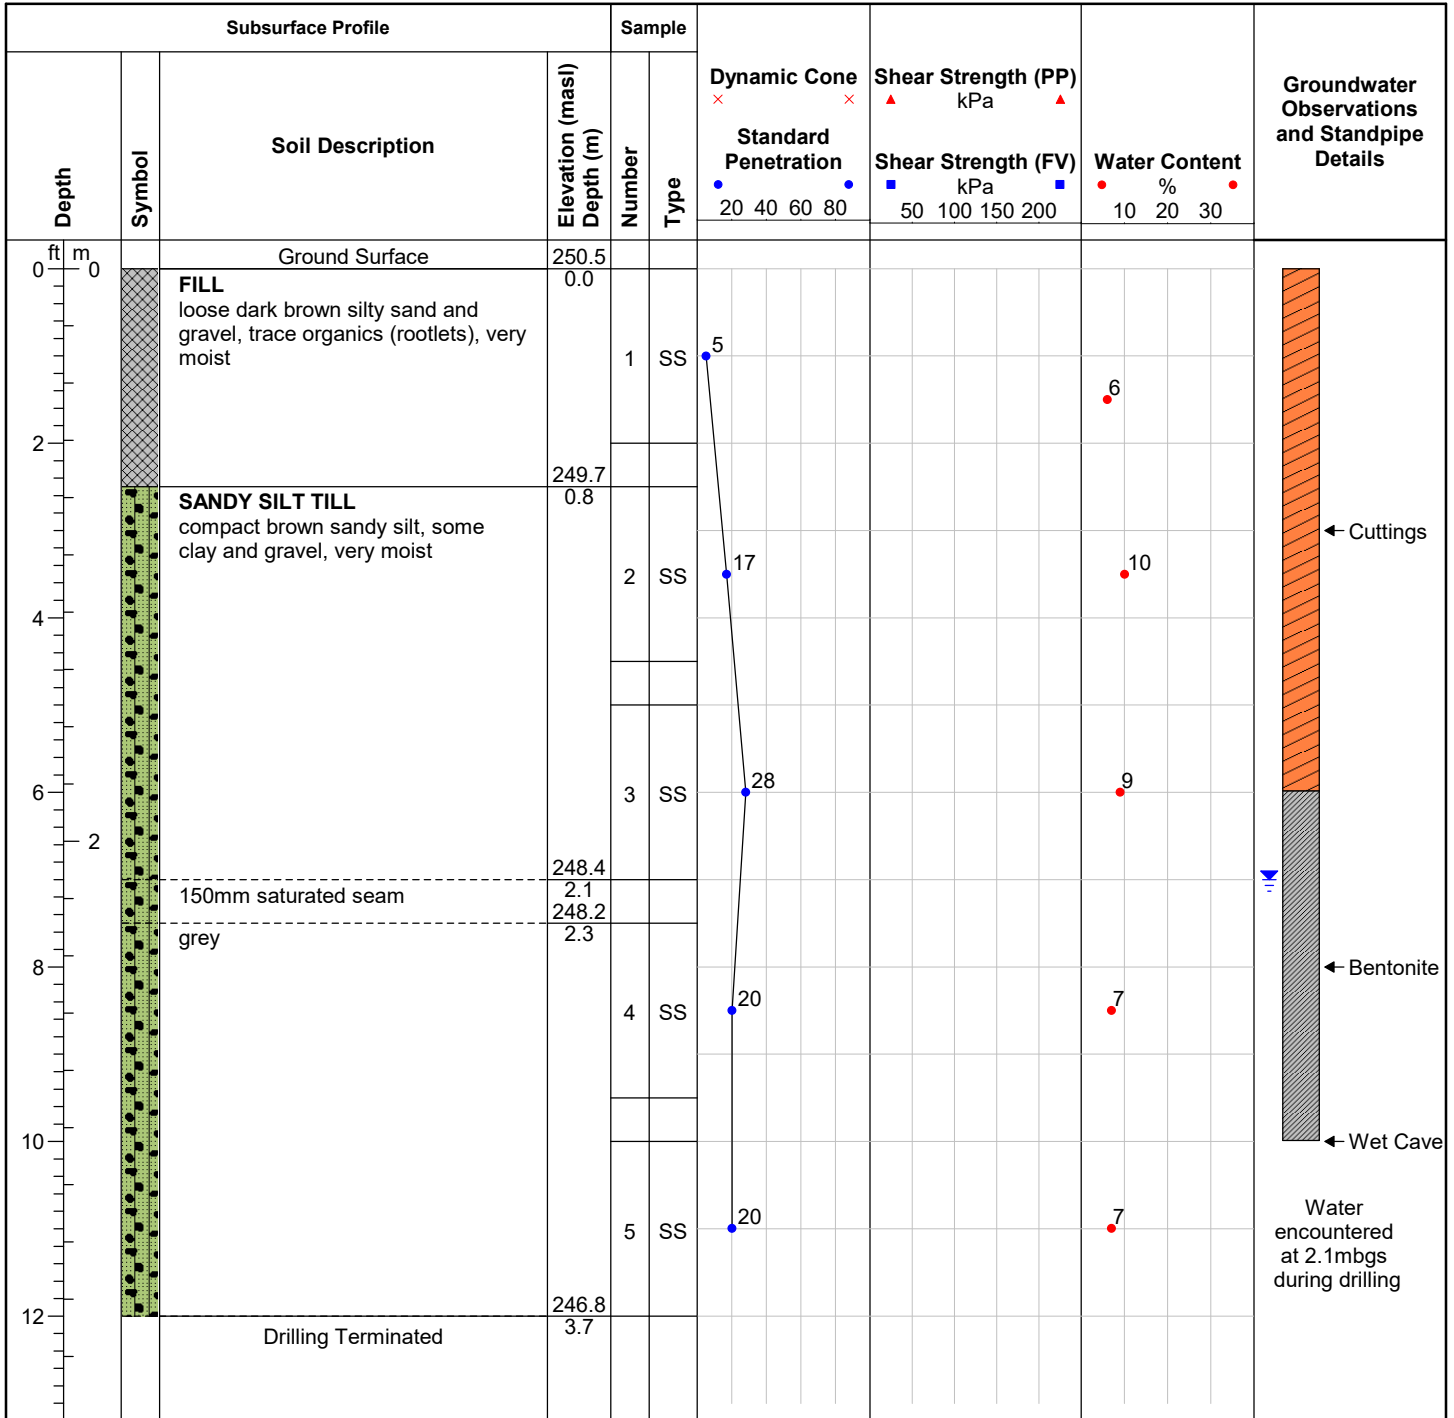 Subsurface Profile
Sample
Depth
Symbol
Soil Description
Elevation (masl)
Depth (m)
Number
Type
Dynamic Cone
Standard
Penetration
20 40 60 80
Shear Strength (PP)
kPa
Shear Strength (FV)
kPa
50 100 150 200
Water Content
%
10 20 30
Groundwater
Observations
and Standpipe
Details
ft m
Ground Surface
250.5
0 0
0.0
FILL
loose dark brown silty sand and
gravel, trace organics (rootlets), very
moist
1 SS
5
6
2
249.7
0.8
SANDY SILT TILL
compact brown sandy silt, some
clay and gravel, very moist
Cuttings
2 SS
17
10
4
3 SS
28
9
6
2
248.4
2.1
150mm saturated seam
248.2
2.3
grey
8
Bentonite
4 SS
20
7
10
Wet Cave
5 SS
20
7
Water
encountered
at 2.1mbgs
during drilling
246.8
12
3.7
Drilling Terminated